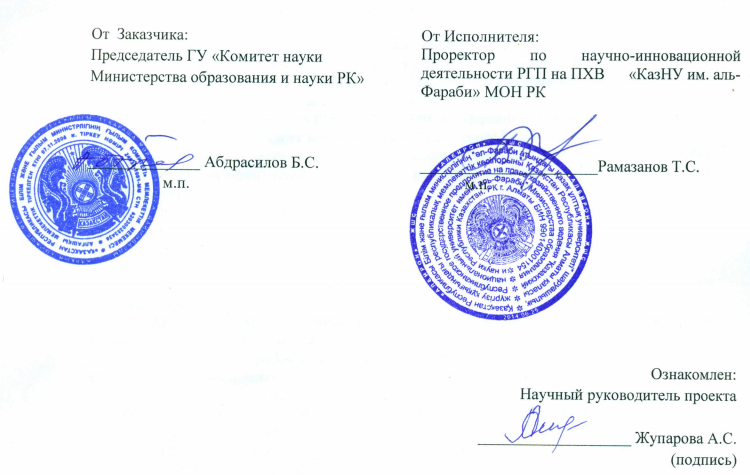 От Заказчика:
Председатель ГУ «Комитет науки
Министерства образования и науки РК»
Абдрасилов Б.С.
м.п.
От Исполнителя:
Проректор по научно-инновационной
деятельности РГП на ПХВ «КазНУ им. аль-
Фараби» МОН РК
Рамазанов Т.С.
м.п.
Ознакомлен:
Научный руководитель проекта
Жупарова А.С.
(подпись)